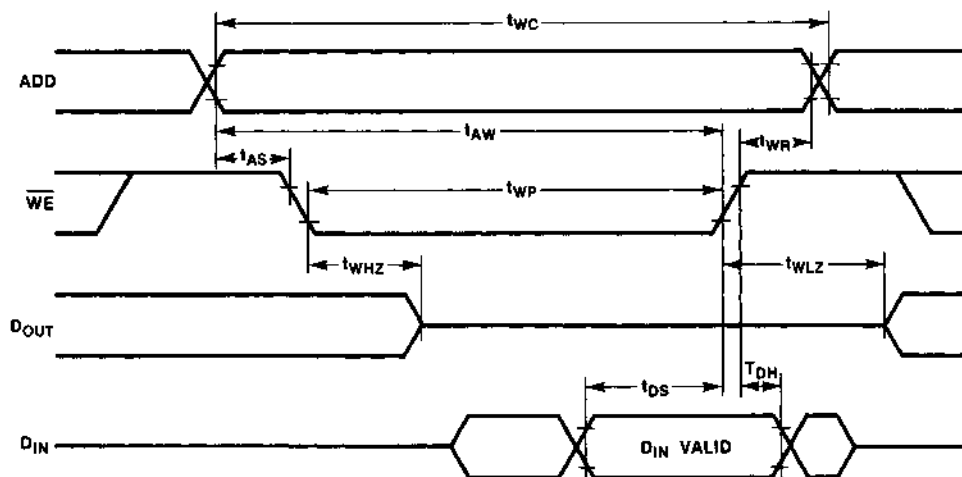 tWC
ADD
tAW
tAS
tWR
WE
tWP
tWHZ
tWLZ
DOUT
tDS
TDH
DIN
DIN VALID